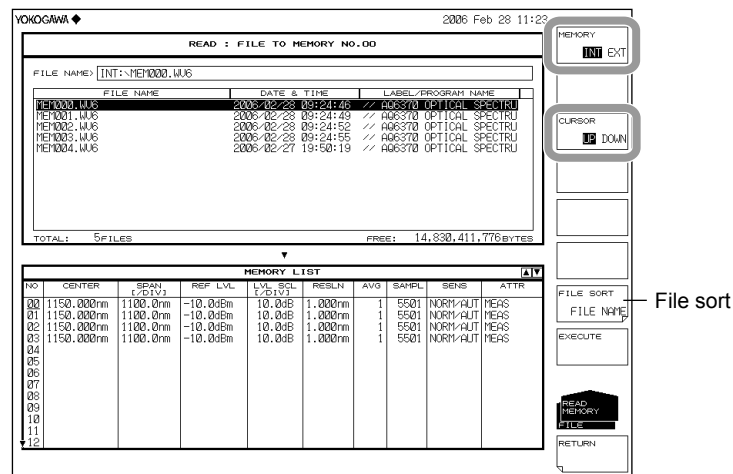 YOKOGAWA ◆ 2006 Feb 28 11:23
READ : FILE TO MEMORY NO.00
FILE NAME> INT:\MEM000.WV6
FILE NAME DATE & TIME LABEL/PROGRAM NAME
MEM000.WV6 2006/02/28 09:24:46 // AQ6370 OPTICAL SPECTRU
MEM001.WV6 2006/02/28 09:24:49 // AQ6370 OPTICAL SPECTRU
MEM002.WV6 2006/02/28 09:24:52 // AQ6370 OPTICAL SPECTRU
MEM003.WV6 2006/02/28 09:24:55 // AQ6370 OPTICAL SPECTRU
MEM004.WV6 2006/02/27 19:50:19 // AQ6370 OPTICAL SPECTRU
TOTAL: 5FILES FREE: 14,830,411,776BYTES
▼
MEMORY LIST ▲▼
NO CENTER SPAN [/DIV] REF LVL LVL SCL [/DIV] RESLN AVG SAMPL SENS ATTR
00 1150.000nm 1100.0nm -10.0dBm 10.0dB 1.000nm 1 5501 NORM/AUT MEAS
01 1150.000nm 1100.0nm -10.0dBm 10.0dB 1.000nm 1 5501 NORM/AUT MEAS
02 1150.000nm 1100.0nm -10.0dBm 10.0dB 1.000nm 1 5501 NORM/AUT MEAS
03 1150.000nm 1100.0nm -10.0dBm 10.0dB 1.000nm 1 5501 NORM/AUT MEAS
04
05
06
07
08
09
10
11
▼12
MEMORY
INT EXT
CURSOR
UP DOWN
FILE SORT
FILE NAME
EXECUTE
READ
MEMORY
FILE
RETURN
File sort